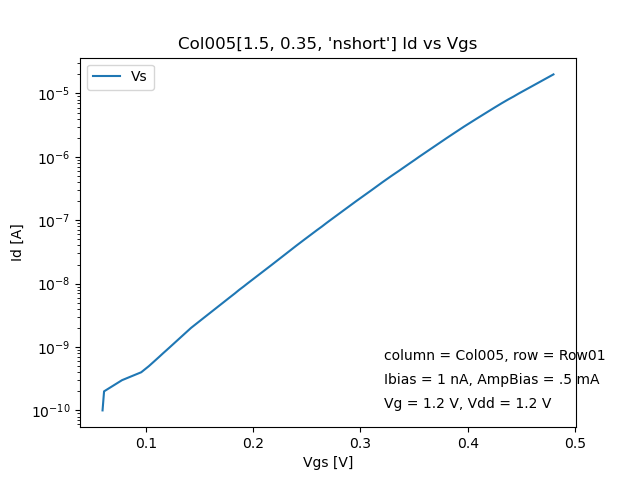 Col005[1.5, 0.35, 'nshort'] Id vs Vgs
Vs
10⁻⁵
10⁻⁶
10⁻⁷
10⁻⁸
10⁻⁹
10⁻¹⁰
Id [A]
column = Col005, row = Row01
Ibias = 1 nA, AmpBias = .5 mA
Vg = 1.2 V, Vdd = 1.2 V
0.1 0.2 0.3 0.4 0.5
Vgs [V]